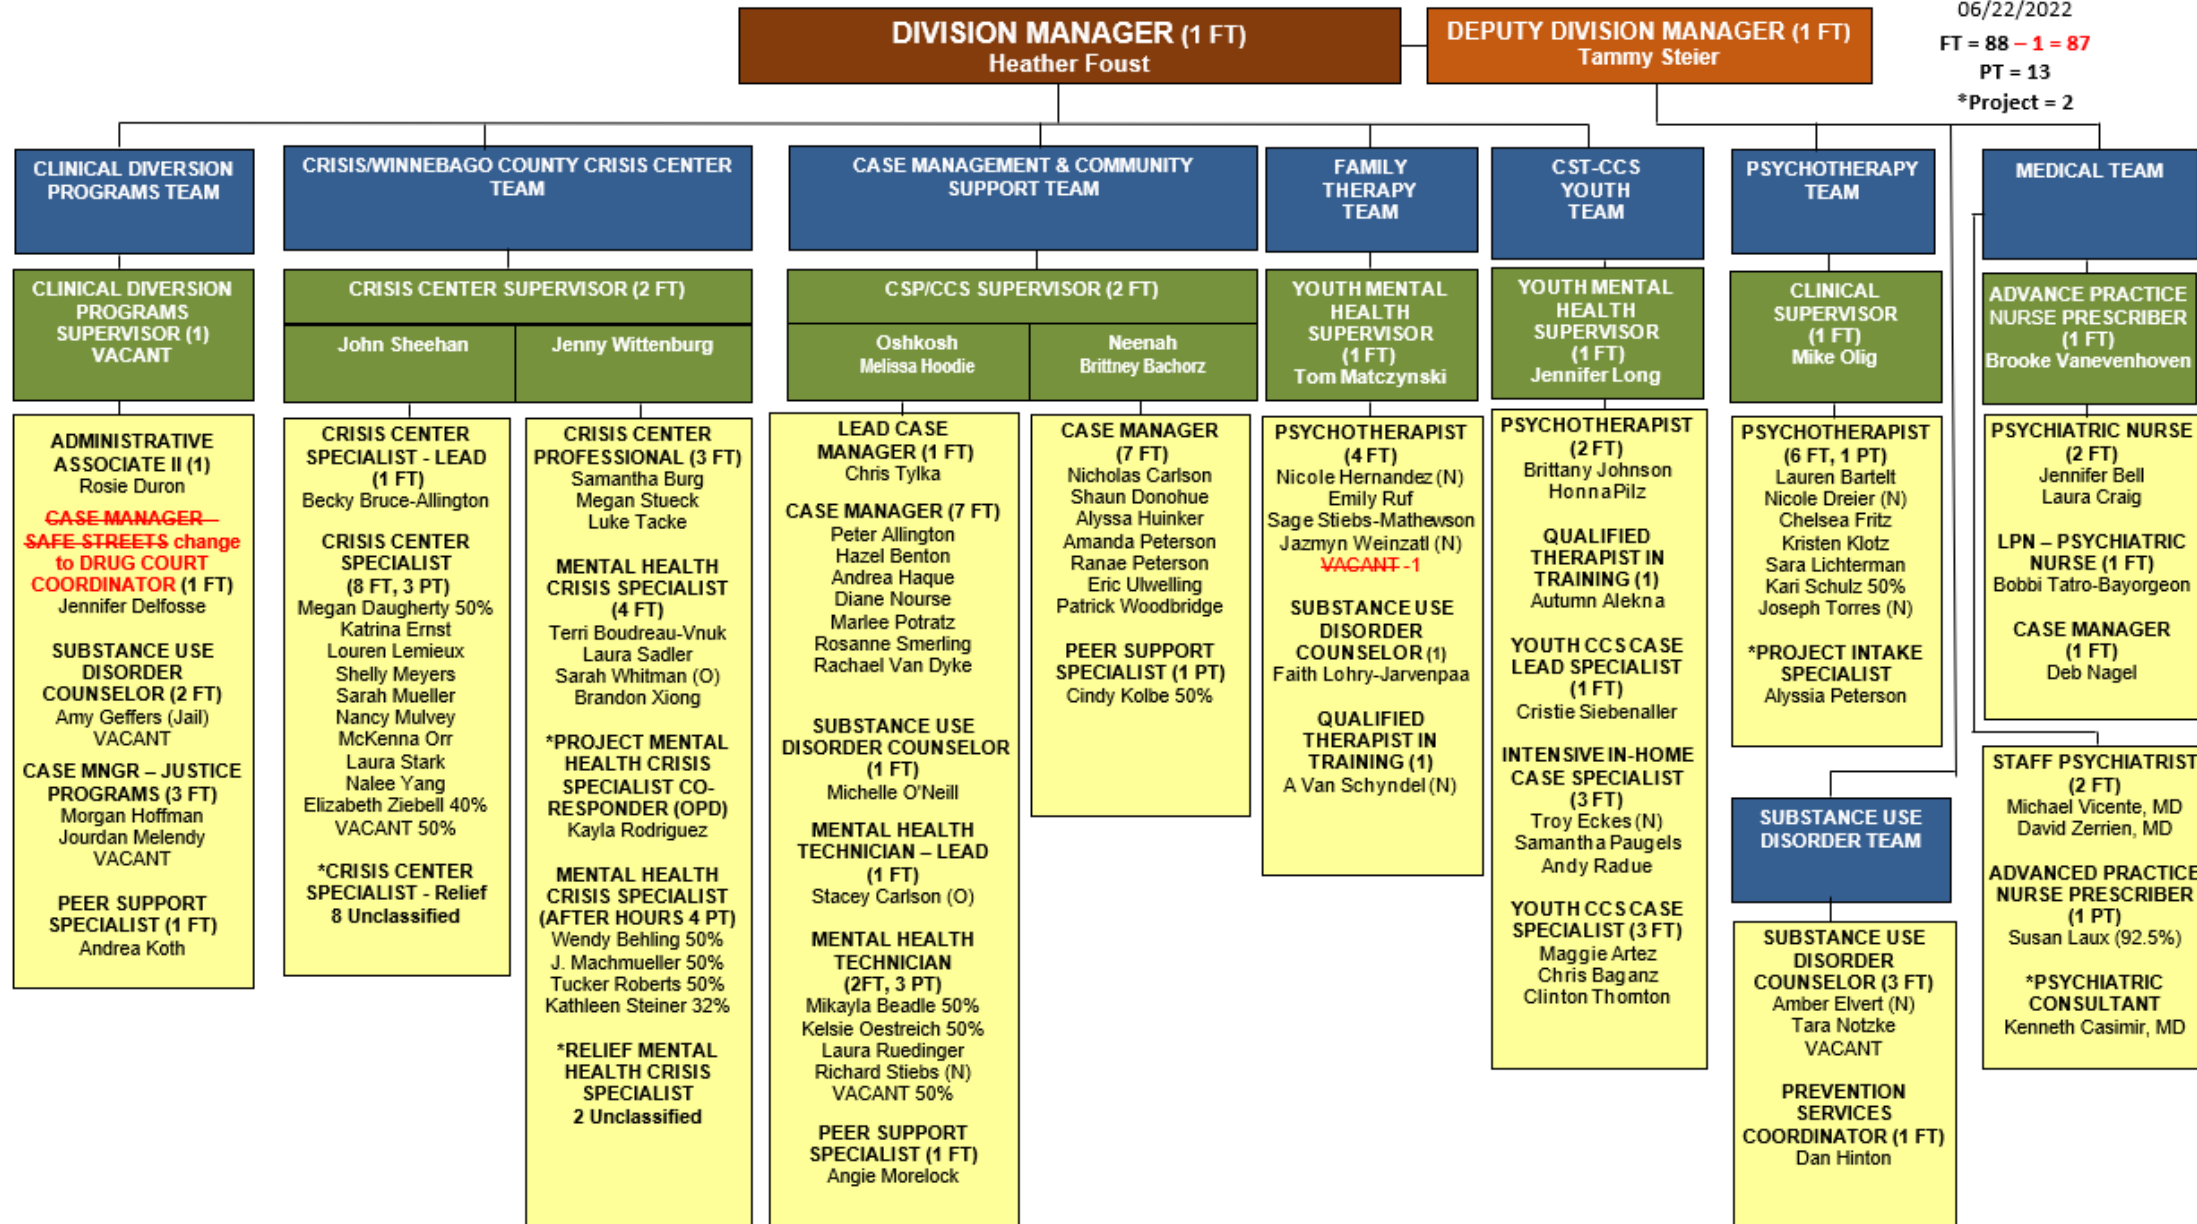 DIVISION MANAGER (1 FT)
Heather Foust
DEPUTY DIVISION MANAGER (1 FT)
Tammy Steier
06/22/2022
FT = 88 – 1 = 87
PT = 13
*Project = 2
CLINICAL DIVERSION
PROGRAMS TEAM
CLINICAL DIVERSION
PROGRAMS
SUPERVISOR (1)
VACANT
ADMINISTRATIVE
ASSOCIATE II (1)
Rosie Duron
CASE MANAGER –
SAFE STREETS change
to DRUG COURT
COORDINATOR (1 FT)
Jennifer Delfosse
SUBSTANCE USE
DISORDER
COUNSELOR (2 FT)
Amy Geffers (Jail)
VACANT
CASE MNGR – JUSTICE
PROGRAMS (3 FT)
Morgan Hoffman
Jourdan Melendy
VACANT
PEER SUPPORT
SPECIALIST (1 FT)
Andrea Koth
CRISIS/WINNEBAGO COUNTY CRISIS CENTER
TEAM
CRISIS CENTER SUPERVISOR (2 FT)
John Sheehan
Jenny Wittenburg
CRISIS CENTER
SPECIALIST - LEAD
(1 FT)
Becky Bruce-Allington
CRISIS CENTER
SPECIALIST
(8 FT, 3 PT)
Megan Daugherty 50%
Katrina Ernst
Louren Lemieux
Shelly Meyers
Sarah Mueller
Nancy Mulvey
McKenna Orr
Laura Stark
Nalee Yang
Elizabeth Ziebell 40%
VACANT 50%
*CRISIS CENTER
SPECIALIST - Relief
8 Unclassified
CRISIS CENTER
PROFESSIONAL (3 FT)
Samantha Burg
Megan Stueck
Luke Tacke
MENTAL HEALTH
CRISIS SPECIALIST
(4 FT)
Terri Boudreau-Vnuk
Laura Sadler
Sarah Whitman (O)
Brandon Xiong
*PROJECT MENTAL
HEALTH CRISIS
SPECIALIST CO-
RESPONDER (OPD)
Kayla Rodriguez
MENTAL HEALTH
CRISIS SPECIALIST
(AFTER HOURS 4 PT)
Wendy Behling 50%
J. Machmueller 50%
Tucker Roberts 50%
Kathleen Steiner 32%
*RELIEF MENTAL
HEALTH CRISIS
SPECIALIST
2 Unclassified
CASE MANAGEMENT & COMMUNITY
SUPPORT TEAM
CSP/CCS SUPERVISOR (2 FT)
Oshkosh
Melissa Hoodie
Neenah
Brittney Bachorz
LEAD CASE
MANAGER (1 FT)
Chris Tylka
CASE MANAGER (7 FT)
Peter Allington
Hazel Benton
Andrea Haque
Diane Nourse
Marlee Potratz
Rosanne Smerling
Rachael Van Dyke
SUBSTANCE USE
DISORDER COUNSELOR
(1 FT)
Michelle O'Neill
MENTAL HEALTH
TECHNICIAN – LEAD
(1 FT)
Stacey Carlson (O)
MENTAL HEALTH
TECHNICIAN
(2FT, 3 PT)
Mikayla Beadle 50%
Kelsie Oestreich 50%
Laura Ruedinger
Richard Stiebs (N)
VACANT 50%
PEER SUPPORT
SPECIALIST (1 FT)
Angie Morelock
CASE MANAGER
(7 FT)
Nicholas Carlson
Shaun Donohue
Alyssa Huinker
Amanda Peterson
Ranae Peterson
Eric Ulwelling
Patrick Woodbridge
PEER SUPPORT
SPECIALIST (1 PT)
Cindy Kolbe 50%
FAMILY
THERAPY
TEAM
YOUTH MENTAL
HEALTH
SUPERVISOR
(1 FT)
Tom Matczynski
PSYCHOTHERAPIST
(4 FT)
Nicole Hernandez (N)
Emily Ruf
Sage Stiebs-Mathewson
Jazmyn Weinzatl (N)
VACANT -1
SUBSTANCE USE
DISORDER
COUNSELOR (1)
Faith Lohry-Jarvenpaa
QUALIFIED
THERAPIST IN
TRAINING (1)
A Van Schyndel (N)
CST-CCS
YOUTH
TEAM
YOUTH MENTAL
HEALTH
SUPERVISOR
(1 FT)
Jennifer Long
PSYCHOTHERAPIST
(2 FT)
Brittany Johnson
HonnaPilz
QUALIFIED
THERAPIST IN
TRAINING (1)
Autumn Alekna
YOUTH CCS CASE
LEAD SPECIALIST
(1 FT)
Cristie Siebenaller
INTENSIVE IN-HOME
CASE SPECIALIST
(3 FT)
Troy Eckes (N)
Samantha Paugels
Andy Radue
YOUTH CCS CASE
SPECIALIST (3 FT)
Maggie Artez
Chris Baganz
Clinton Thornton
PSYCHOTHERAPY
TEAM
CLINICAL
SUPERVISOR
(1 FT)
Mike Olig
PSYCHOTHERAPIST
(6 FT, 1 PT)
Lauren Bartelt
Nicole Dreier (N)
Chelsea Fritz
Kristen Klotz
Sara Lichterman
Kari Schulz 50%
Joseph Torres (N)
*PROJECT INTAKE
SPECIALIST
Alyssia Peterson
SUBSTANCE USE
DISORDER TEAM
SUBSTANCE USE
DISORDER
COUNSELOR (3 FT)
Amber Elvert (N)
Tara Notzke
VACANT
PREVENTION
SERVICES
COORDINATOR (1 FT)
Dan Hinton
MEDICAL TEAM
ADVANCE PRACTICE
NURSE PRESCRIBER
(1 FT)
Brooke Vanevenhoven
PSYCHIATRIC NURSE
(2 FT)
Jennifer Bell
Laura Craig
LPN – PSYCHIATRIC
NURSE (1 FT)
Bobbi Tatro-Bayorgeon
CASE MANAGER
(1 FT)
Deb Nagel
STAFF PSYCHIATRIST
(2 FT)
Michael Vicente, MD
David Zerrien, MD
ADVANCED PRACTICE
NURSE PRESCRIBER
(1 PT)
Susan Laux (92.5%)
*PSYCHIATRIC
CONSULTANT
Kenneth Casimir, MD